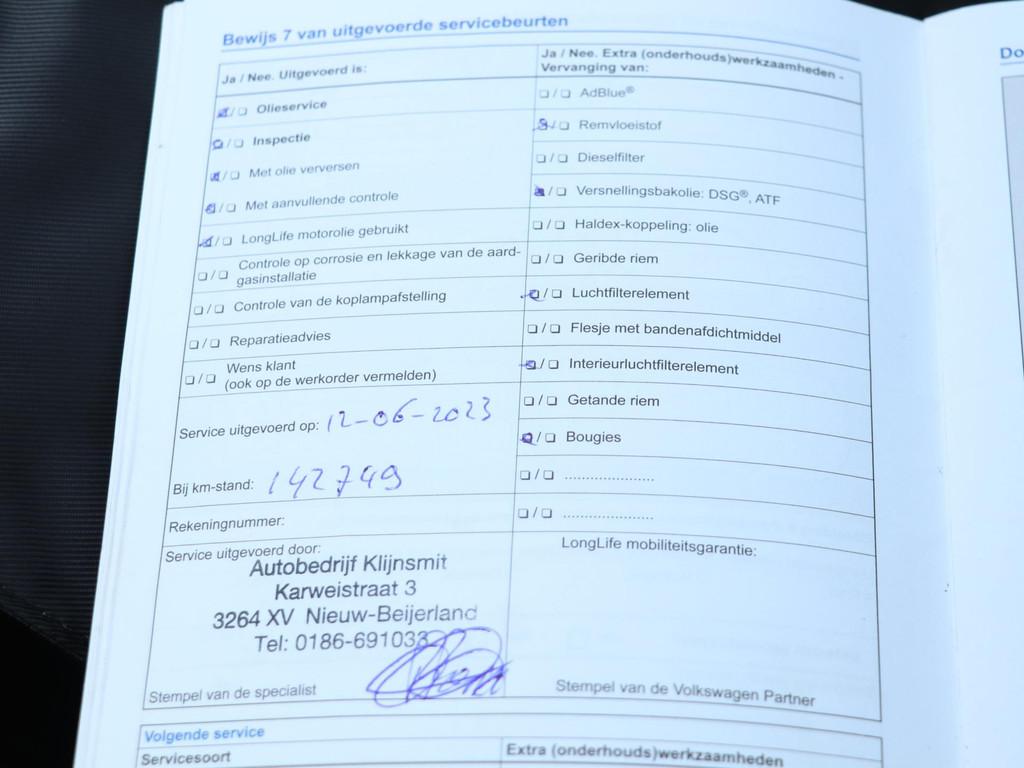 Bewijs 7 van uitgevoerde servicebeurten
Ja / Nee. Uitgevoerd is:
☑/☐ Olieservice
☑/☐ Inspectie
☑/☐ Met olie verversen
☑/☐ Met aanvullende controle
☑/☐ LongLife motorolie gebruikt
☐/☐ Controle op corrosie en lekkage van de aard-
gasinstallatie
☐/☐ Controle van de koplampafstelling
☐/☐ Reparatieadvies
☐/☐ Wens klant
(ook op de werkorder vermelden)
Service uitgevoerd op: 12-06-2023
Bij km-stand: 142749
Rekeningnummer:
Service uitgevoerd door:
Autobedrijf Klijnsmit
Karweistraat 3
3264 XV Nieuw-Beijerland
Tel: 0186-691033
Stempel van de specialist
Ja / Nee. Extra (onderhouds)werkzaamheden -
Vervanging van:
☐/☐ AdBlue®
☑/☐ Remvloeistof
☐/☐ Dieselfilter
☑/☐ Versnellingsbakolie: DSG®, ATF
☐/☐ Haldex-koppeling: olie
☐/☐ Geribde riem
☑/☐ Luchtfilterelement
☐/☐ Flesje met bandenafdichtmiddel
☑/☐ Interieurluchtfilterelement
☐/☐ Getande riem
☑/☐ Bougies
☐/☐ ......................
☐/☐ ......................
LongLife mobiliteitsgarantie:
Stempel van de Volkswagen Partner
Volgende service
Servicesoort
Extra (onderhouds)werkzaamheden
Do